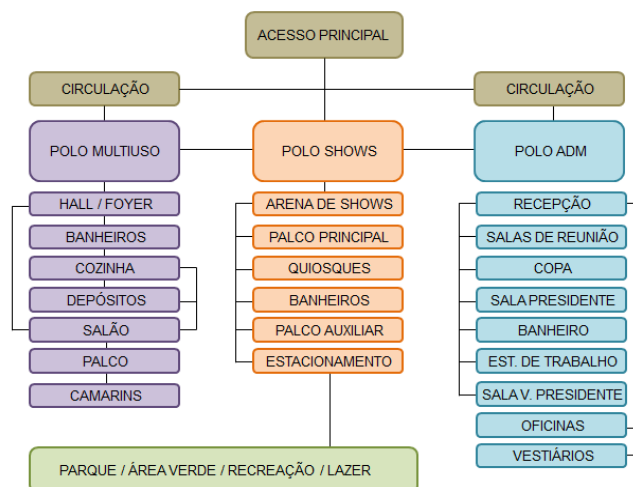 ACESSO PRINCIPAL
CIRCULAÇÃO
CIRCULAÇÃO
POLO MULTIUSO
POLO SHOWS
POLO ADM
HALL / FOYER
BANHEIROS
COZINHA
DEPÓSITOS
SALÃO
PALCO
CAMARINS
ARENA DE SHOWS
PALCO PRINCIPAL
QUIOSQUES
BANHEIROS
PALCO AUXILIAR
ESTACIONAMENTO
RECEPÇÃO
SALAS DE REUNIÃO
COPA
SALA PRESIDENTE
BANHEIRO
EST. DE TRABALHO
SALA V. PRESIDENTE
OFICINAS
VESTIÁRIOS
PARQUE / ÁREA VERDE / RECREAÇÃO / LAZER